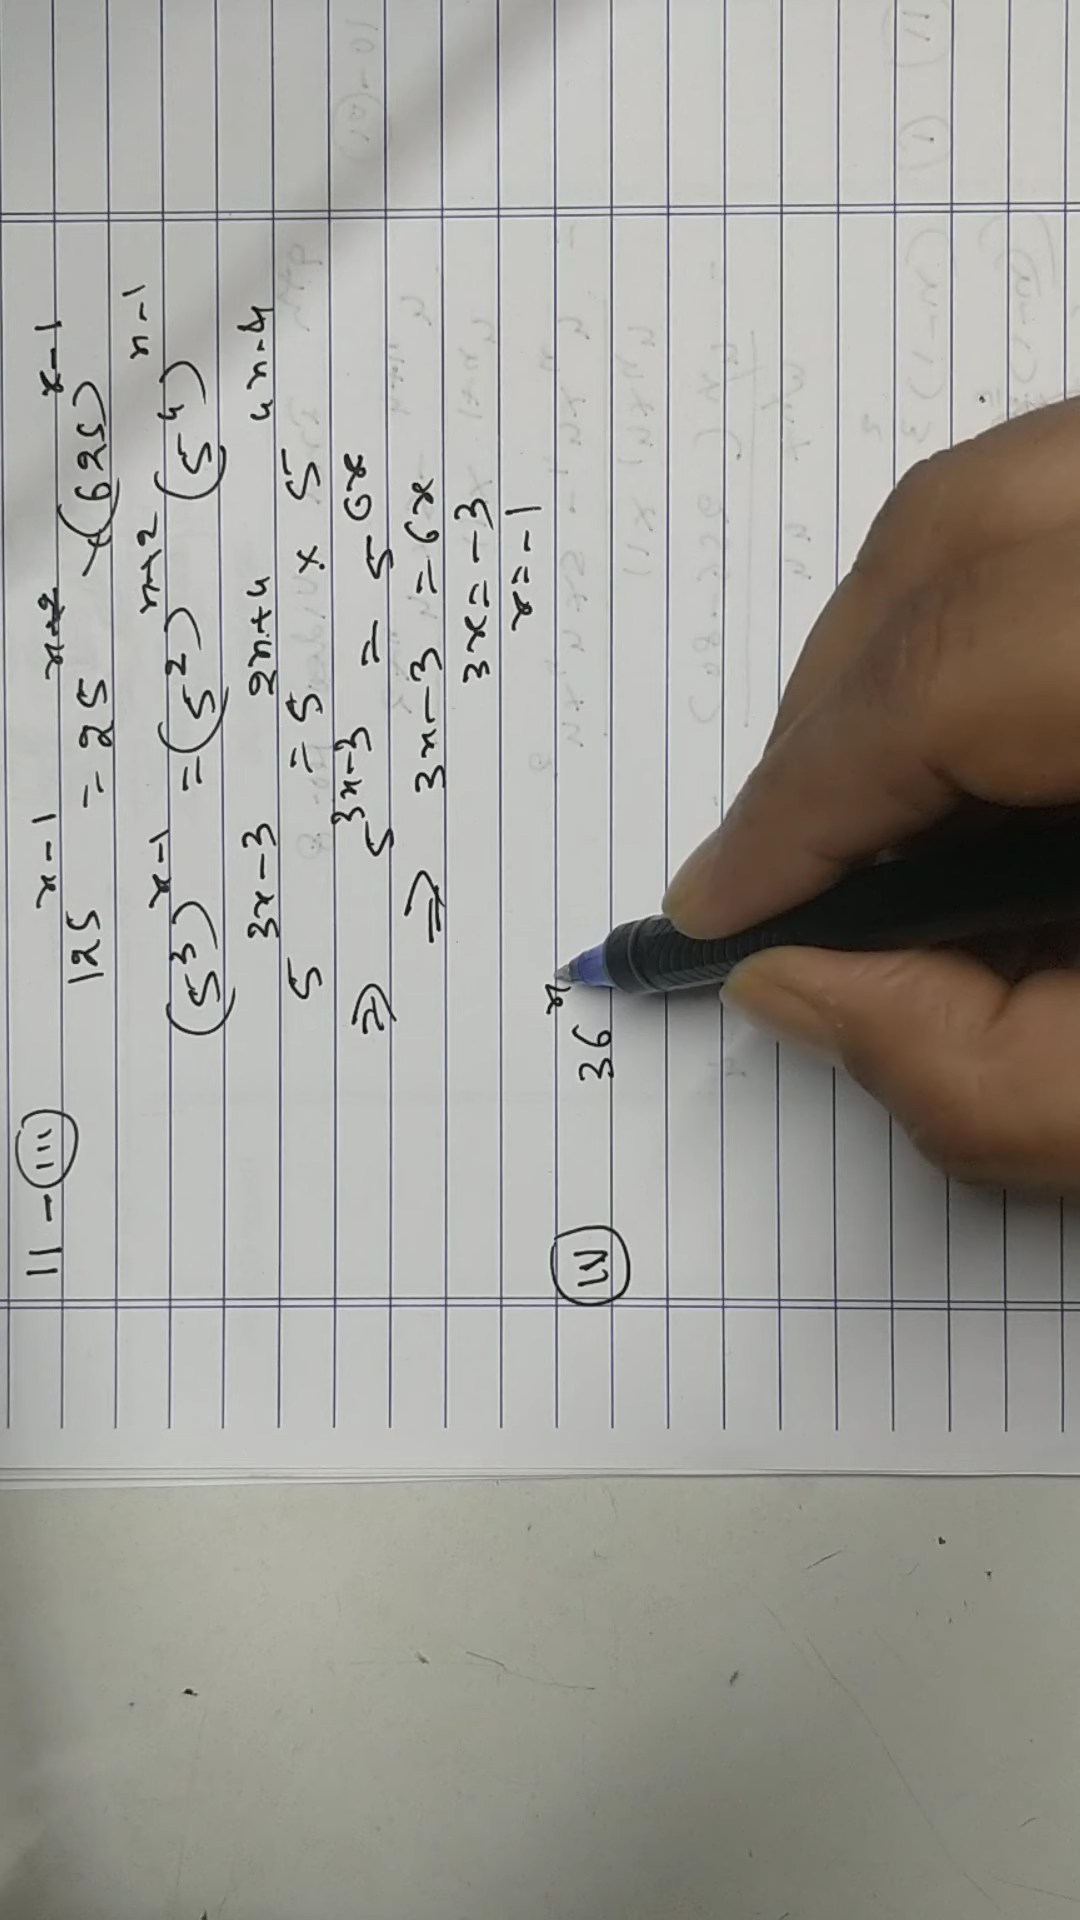 11-(III) 125^(x-1) = 25^(x+2) × (625)^(x-1)
(5^3)^(x-1) = (5^2)^(x+2) (5^4)^(x-1)
5^(3x-3) = 5^(2x+4) × 5^(4x-4)
⇒ 5^(3x-3) = 5^(6x)
⇒ 3x-3 = 6x
3x = -3
x = -1
(IV) 36^x